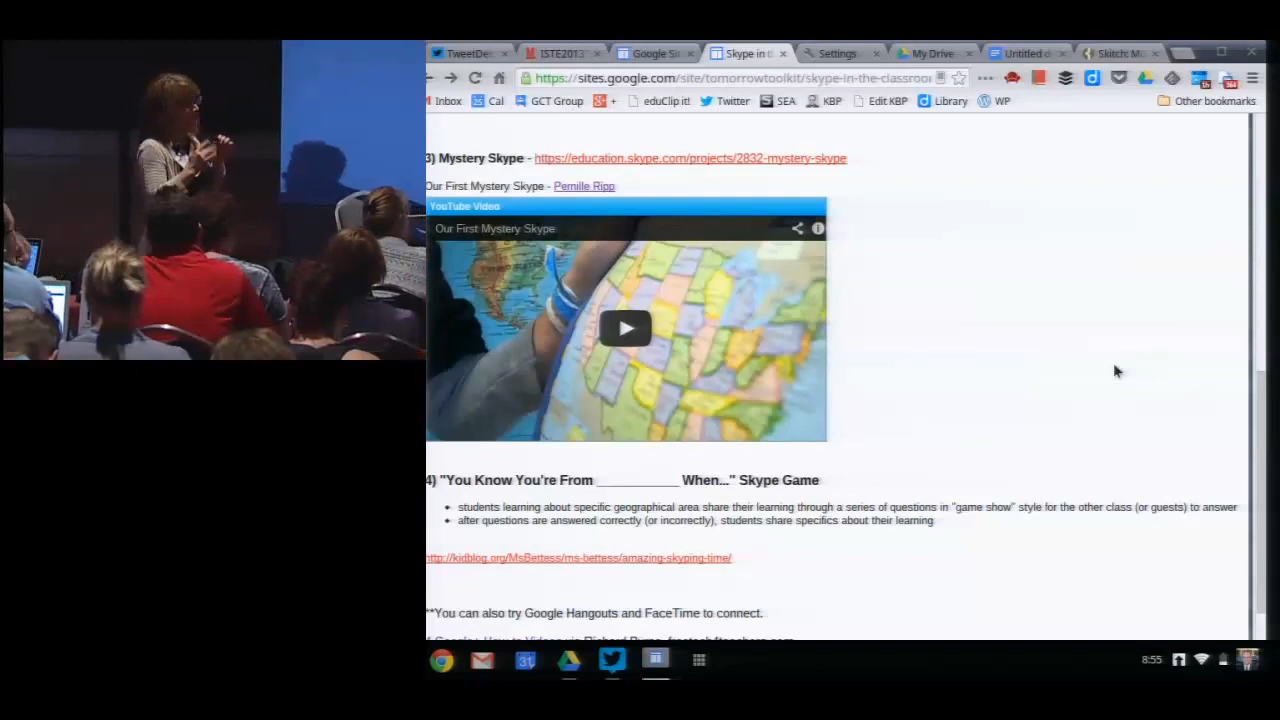 TweetDe
ISTE2013
Google Si
Skype in t
Settings
My Drive
Untitled d
Skitch: M
https://sites.google.com/site/tomorrowtoolkit/skype-in-the-classroo
Inbox
Cal
GCT Group
+
eduClip it!
Twitter
SEA
KBP
Edit KBP
Library
WP
Other bookmarks
3) Mystery Skype - https://education.skype.com/projects/2832-mystery-skype
Our First Mystery Skype - Pernille Ripp
YouTube Video
Our First Mystery Skype
4) "You Know You're From ___________ When..." Skype Game
students learning about specific geographical area share their learning through a series of questions in "game show" style for the other class (or guests) to answer
after questions are answered correctly (or incorrectly), students share specifics about their learning
http://kidblog.org/MsBettess/ms-bettess/amazing-skyping-time/
**You can also try Google Hangouts and FaceTime to connect.
31
8:55